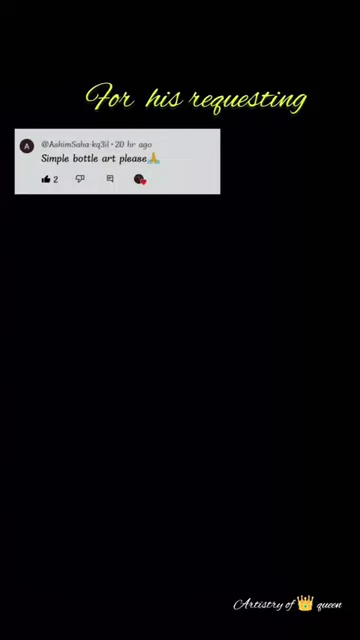 For his requesting
A
@AshimSaha-kq3il • 20 hr ago
Simple bottle art please🙏
2
Artistry of 👑 queen